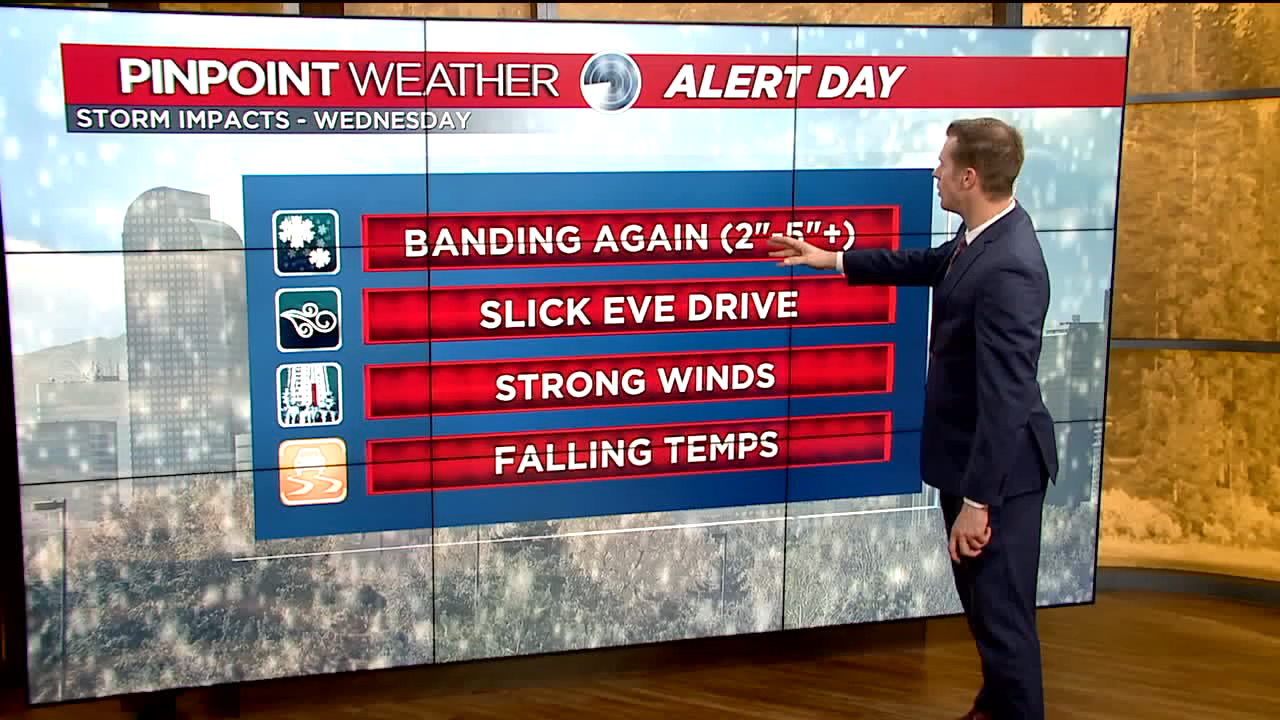 PINPOINT WEATHER ALERT DAY
STORM IMPACTS - WEDNESDAY
BANDING AGAIN (2"-5"+)
SLICK EVE DRIVE
STRONG WINDS
FALLING TEMPS